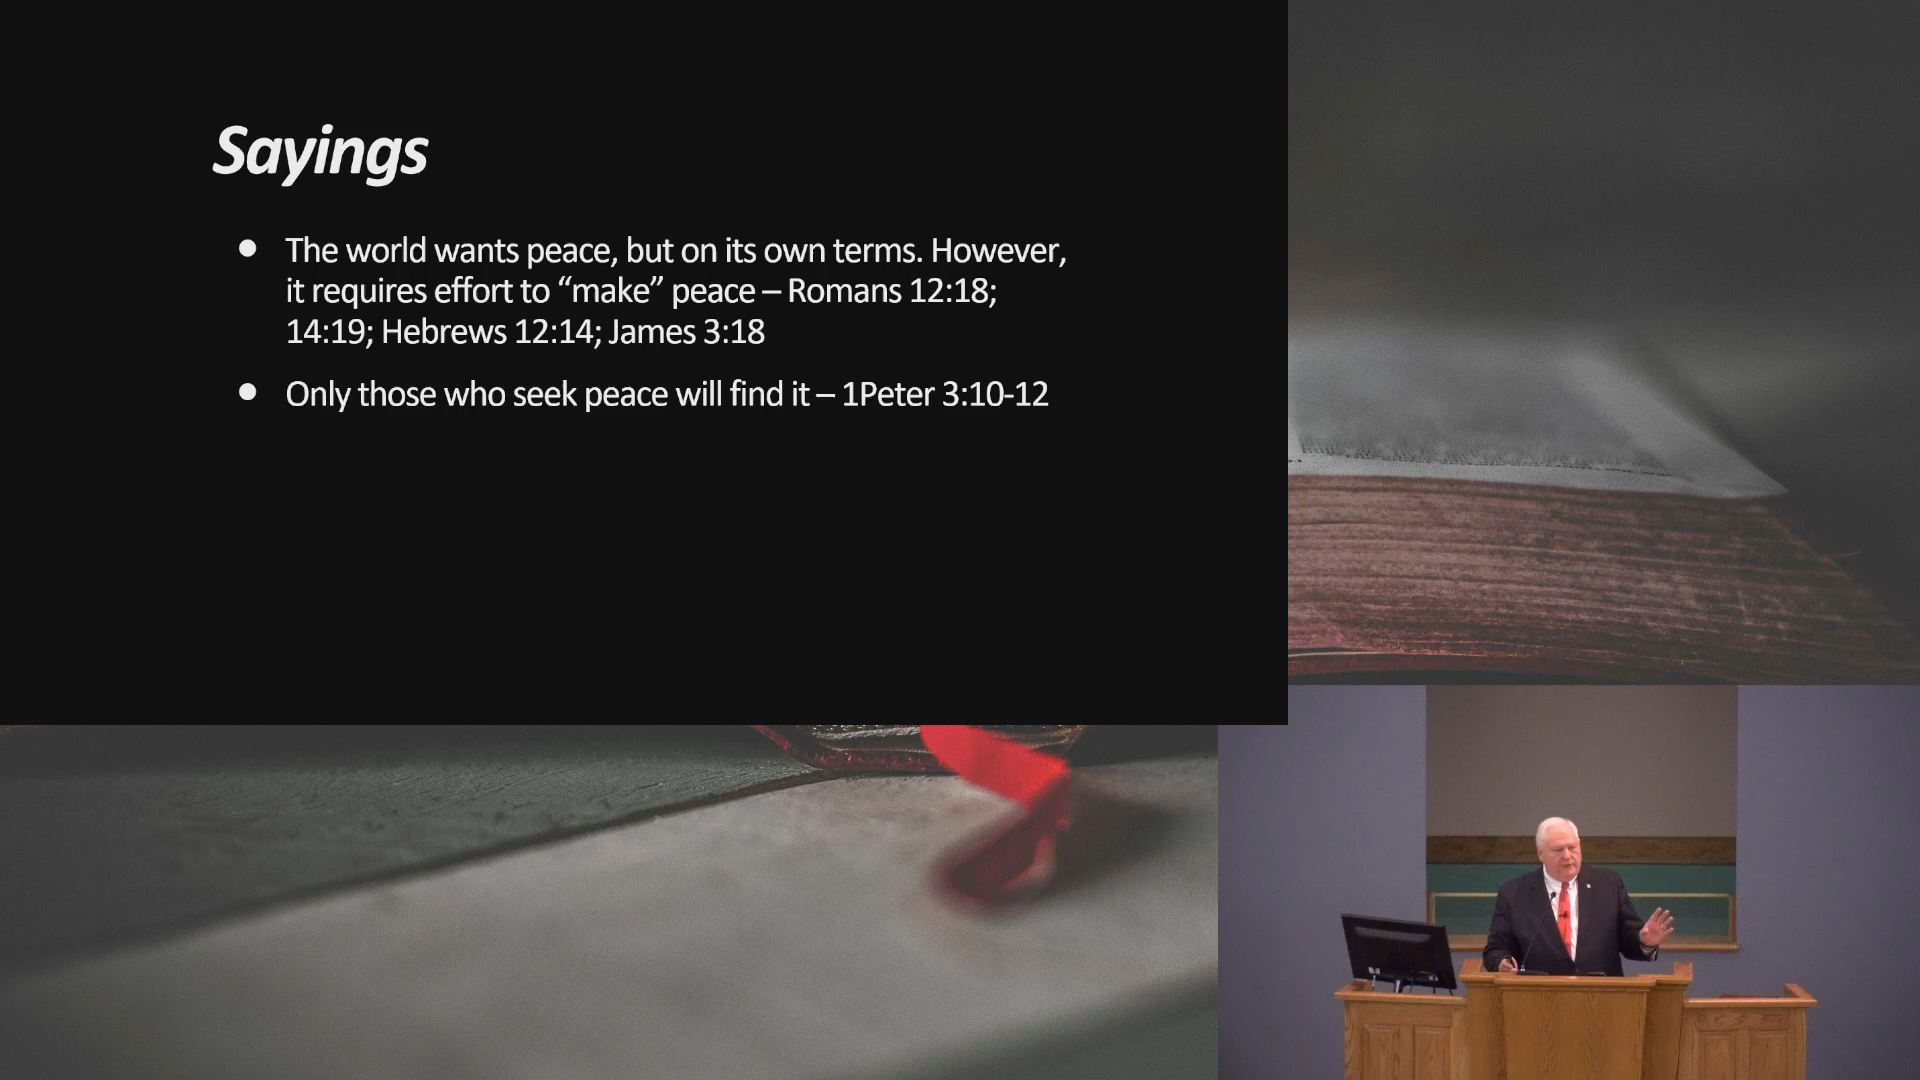 Sayings
● The world wants peace, but on its own terms. However,
it requires effort to “make” peace – Romans 12:18;
14:19; Hebrews 12:14; James 3:18
● Only those who seek peace will find it – 1Peter 3:10-12